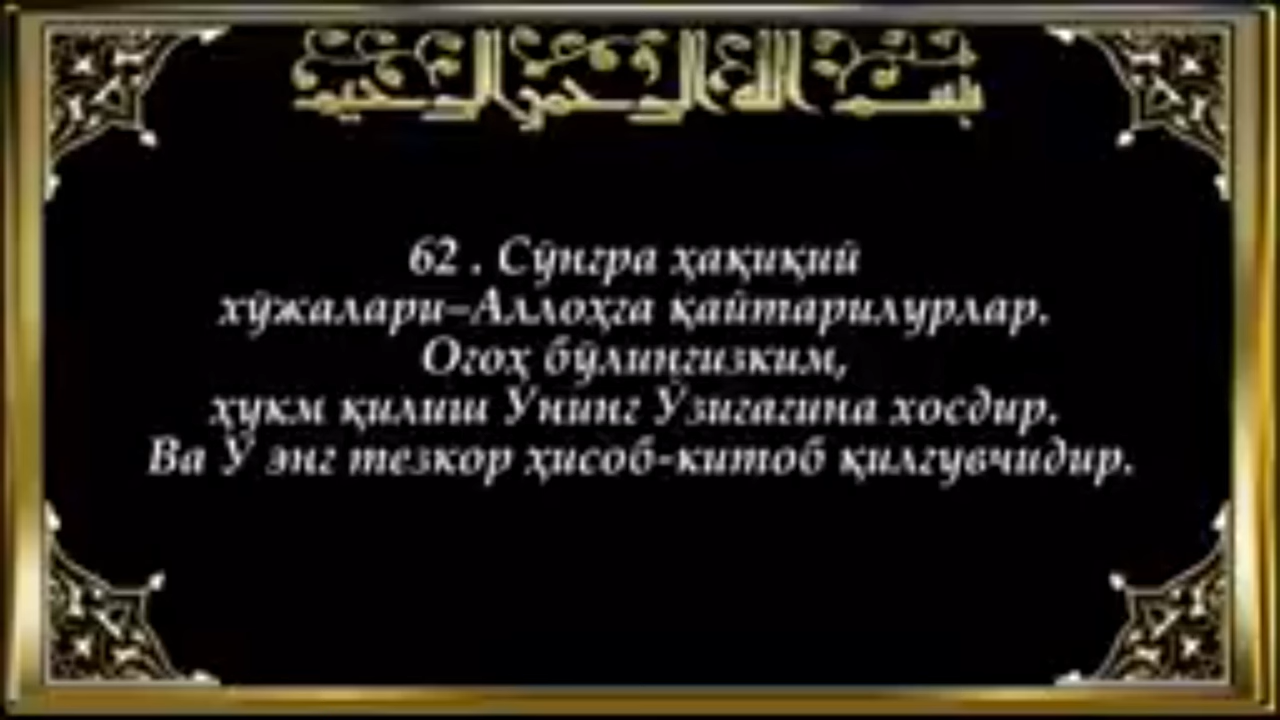 بسم الله الرحمن الرحيم
62 . Сўнгра ҳақиқий
хўжалари–Аллоҳга қайтарилурлар.
Огоҳ бўлингизким,
ҳукм қилиш Унинг Ўзигагина хосдир.
Ва У энг тезкор ҳисоб-китоб қилгувчидир.